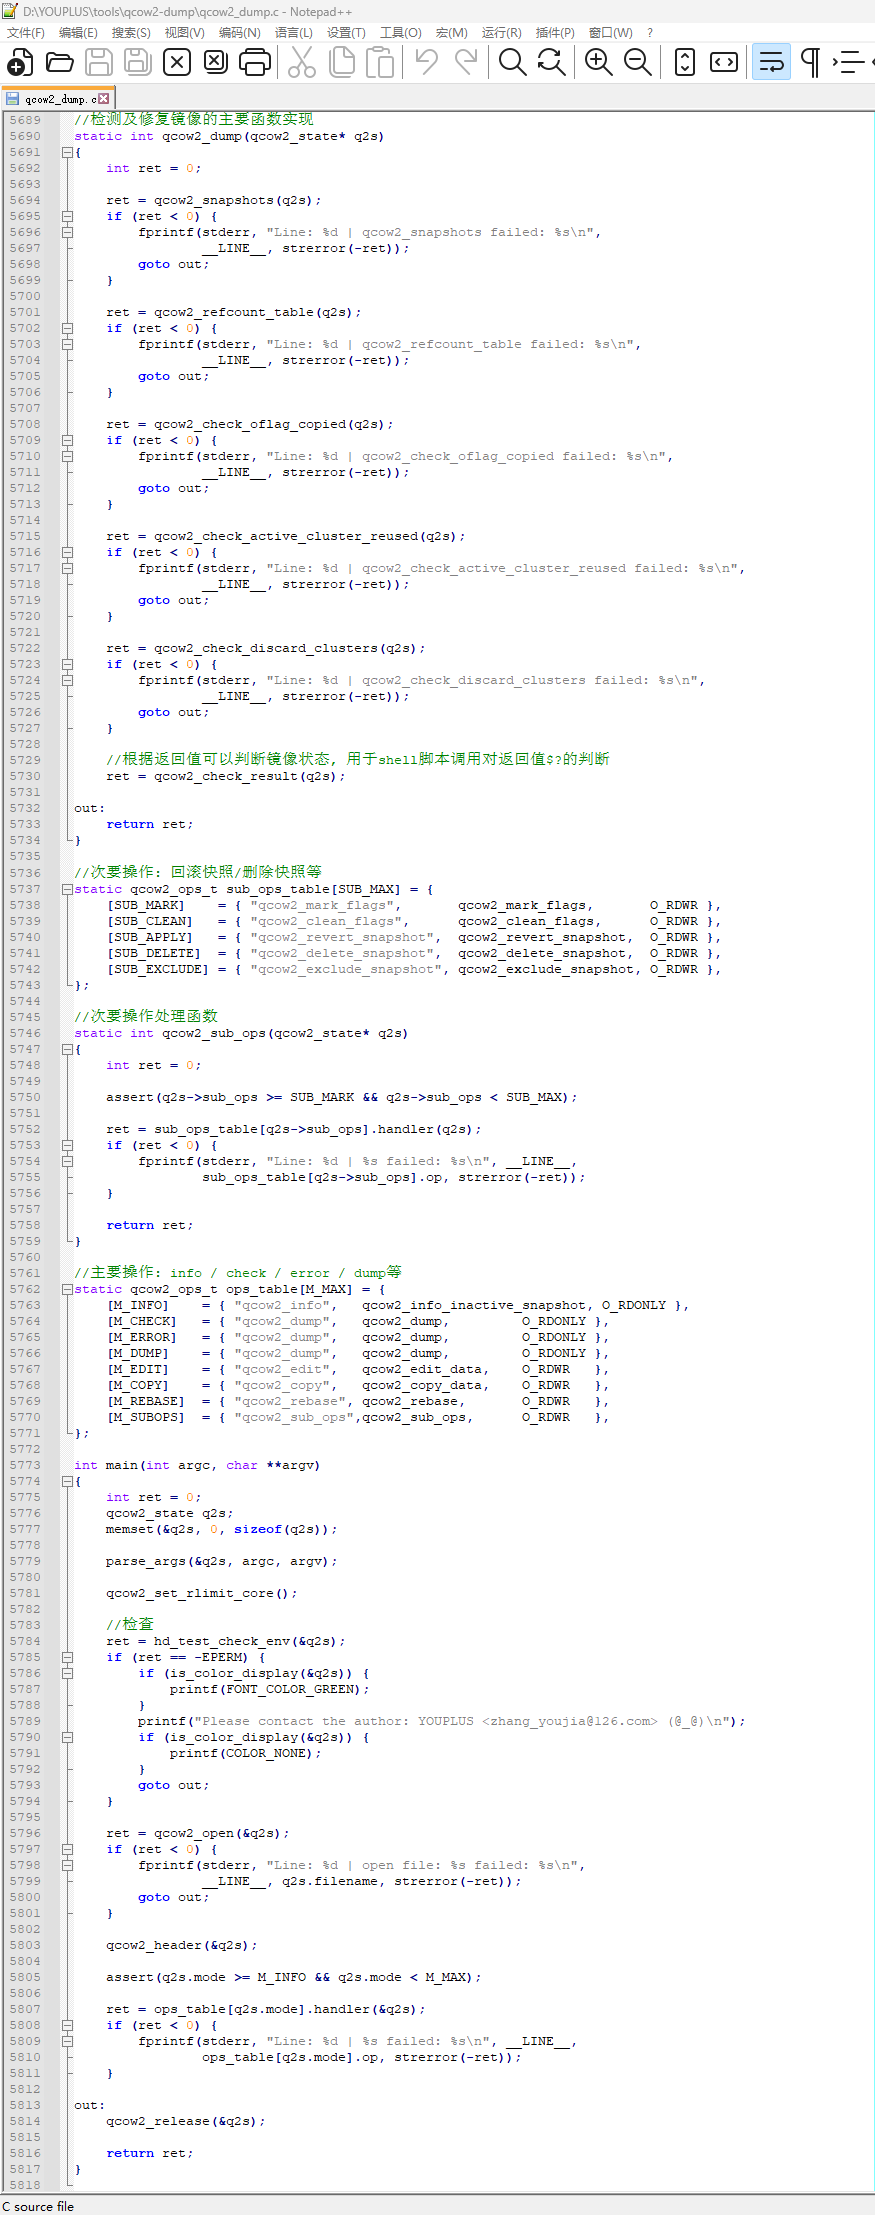 D:\YOUPLUS\tools\qcow2-dump\qcow2_dump.c - Notepad++
文件(F) 编辑(E) 搜索(S) 视图(V) 编码(N) 语言(L) 设置(T) 工具(O) 宏(M) 运行(R) 插件(P) 窗口(W) ?
qcow2_dump.c
5689 //检测及修复镜像的主要函数实现
5690 static int qcow2_dump(qcow2_state* q2s)
5691 {
5692     int ret = 0;
5693
5694     ret = qcow2_snapshots(q2s);
5695     if (ret < 0) {
5696         fprintf(stderr, "Line: %d | qcow2_snapshots failed: %s\n",
5697                 __LINE__, strerror(-ret));
5698         goto out;
5699     }
5700
5701     ret = qcow2_refcount_table(q2s);
5702     if (ret < 0) {
5703         fprintf(stderr, "Line: %d | qcow2_refcount_table failed: %s\n",
5704                 __LINE__, strerror(-ret));
5705         goto out;
5706     }
5707
5708     ret = qcow2_check_oflag_copied(q2s);
5709     if (ret < 0) {
5710         fprintf(stderr, "Line: %d | qcow2_check_oflag_copied failed: %s\n",
5711                 __LINE__, strerror(-ret));
5712         goto out;
5713     }
5714
5715     ret = qcow2_check_active_cluster_reused(q2s);
5716     if (ret < 0) {
5717         fprintf(stderr, "Line: %d | qcow2_check_active_cluster_reused failed: %s\n",
5718                 __LINE__, strerror(-ret));
5719         goto out;
5720     }
5721
5722     ret = qcow2_check_discard_clusters(q2s);
5723     if (ret < 0) {
5724         fprintf(stderr, "Line: %d | qcow2_check_discard_clusters failed: %s\n",
5725                 __LINE__, strerror(-ret));
5726         goto out;
5727     }
5728
5729     //根据返回值可以判断镜像状态, 用于shell脚本调用对返回值$?的判断
5730     ret = qcow2_check_result(q2s);
5731
5732 out:
5733     return ret;
5734 }
5735
5736 //次要操作: 回滚快照/删除快照等
5737 static qcow2_ops_t sub_ops_table[SUB_MAX] = {
5738     [SUB_MARK]    = { "qcow2_mark_flags",       qcow2_mark_flags,       O_RDWR },
5739     [SUB_CLEAN]   = { "qcow2_clean_flags",      qcow2_clean_flags,      O_RDWR },
5740     [SUB_APPLY]   = { "qcow2_revert_snapshot",  qcow2_revert_snapshot,  O_RDWR },
5741     [SUB_DELETE]  = { "qcow2_delete_snapshot",  qcow2_delete_snapshot,  O_RDWR },
5742     [SUB_EXCLUDE] = { "qcow2_exclude_snapshot", qcow2_exclude_snapshot, O_RDWR },
5743 };
5744
5745 //次要操作处理函数
5746 static int qcow2_sub_ops(qcow2_state* q2s)
5747 {
5748     int ret = 0;
5749
5750     assert(q2s->sub_ops >= SUB_MARK && q2s->sub_ops < SUB_MAX);
5751
5752     ret = sub_ops_table[q2s->sub_ops].handler(q2s);
5753     if (ret < 0) {
5754         fprintf(stderr, "Line: %d | %s failed: %s\n", __LINE__,
5755                 sub_ops_table[q2s->sub_ops].op, strerror(-ret));
5756     }
5757
5758     return ret;
5759 }
5760
5761 //主要操作: info / check / error / dump等
5762 static qcow2_ops_t ops_table[M_MAX] = {
5763     [M_INFO]    = { "qcow2_info",   qcow2_info_inactive_snapshot, O_RDONLY },
5764     [M_CHECK]   = { "qcow2_dump",   qcow2_dump,         O_RDONLY },
5765     [M_ERROR]   = { "qcow2_dump",   qcow2_dump,         O_RDONLY },
5766     [M_DUMP]    = { "qcow2_dump",   qcow2_dump,         O_RDONLY },
5767     [M_EDIT]    = { "qcow2_edit",   qcow2_edit_data,    O_RDWR   },
5768     [M_COPY]    = { "qcow2_copy",   qcow2_copy_data,    O_RDWR   },
5769     [M_REBASE]  = { "qcow2_rebase", qcow2_rebase,       O_RDWR   },
5770     [M_SUBOPS]  = { "qcow2_sub_ops",qcow2_sub_ops,      O_RDWR   },
5771 };
5772
5773 int main(int argc, char **argv)
5774 {
5775     int ret = 0;
5776     qcow2_state q2s;
5777     memset(&q2s, 0, sizeof(q2s));
5778
5779     parse_args(&q2s, argc, argv);
5780
5781     qcow2_set_rlimit_core();
5782
5783     //检查
5784     ret = hd_test_check_env(&q2s);
5785     if (ret == -EPERM) {
5786         if (is_color_display(&q2s)) {
5787             printf(FONT_COLOR_GREEN);
5788         }
5789         printf("Please contact the author: YOUPLUS <zhang_youjia@126.com> (@_@)\n");
5790         if (is_color_display(&q2s)) {
5791             printf(COLOR_NONE);
5792         }
5793         goto out;
5794     }
5795
5796     ret = qcow2_open(&q2s);
5797     if (ret < 0) {
5798         fprintf(stderr, "Line: %d | open file: %s failed: %s\n",
5799                 __LINE__, q2s.filename, strerror(-ret));
5800         goto out;
5801     }
5802
5803     qcow2_header(&q2s);
5804
5805     assert(q2s.mode >= M_INFO && q2s.mode < M_MAX);
5806
5807     ret = ops_table[q2s.mode].handler(&q2s);
5808     if (ret < 0) {
5809         fprintf(stderr, "Line: %d | %s failed: %s\n", __LINE__,
5810                 ops_table[q2s.mode].op, strerror(-ret));
5811     }
5812
5813 out:
5814     qcow2_release(&q2s);
5815
5816     return ret;
5817 }
5818
C source file